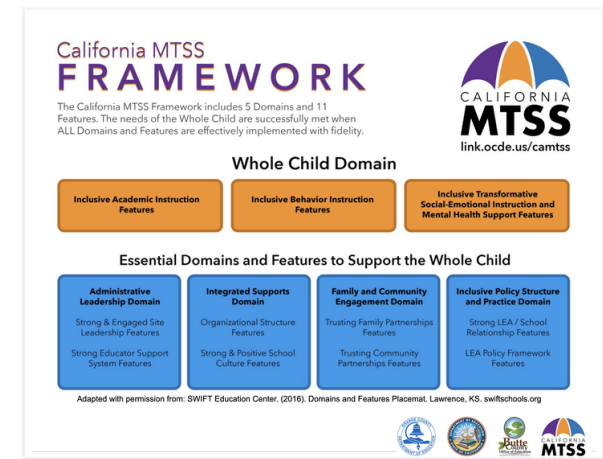 California MTSS
FRAMEWORK
The California MTSS Framework includes 5 Domains and 11
Features. The needs of the Whole Child are successfully met when
ALL Domains and Features are effectively implemented with fidelity.
CALIFORNIA
MTSS
link.ocde.us/camtss
Whole Child Domain
Inclusive Academic Instruction
Features
Inclusive Behavior Instruction
Features
Inclusive Transformative
Social-Emotional Instruction and
Mental Health Support Features
Essential Domains and Features to Support the Whole Child
Administrative
Leadership Domain
Strong & Engaged Site
Leadership Features
Strong Educator Support
System Features
Integrated Supports
Domain
Organizational Structure
Features
Strong & Positive School
Culture Features
Family and Community
Engagement Domain
Trusting Family Partnerships
Features
Trusting Community
Partnerships Features
Inclusive Policy Structure
and Practice Domain
Strong LEA / School
Relationship Features
LEA Policy Framework
Features
Adapted with permission from: SWIFT Education Center. (2016). Domains and Features Placemat. Lawrence, KS. swiftschools.org
Butte
County
Office of Education
CALIFORNIA
MTSS